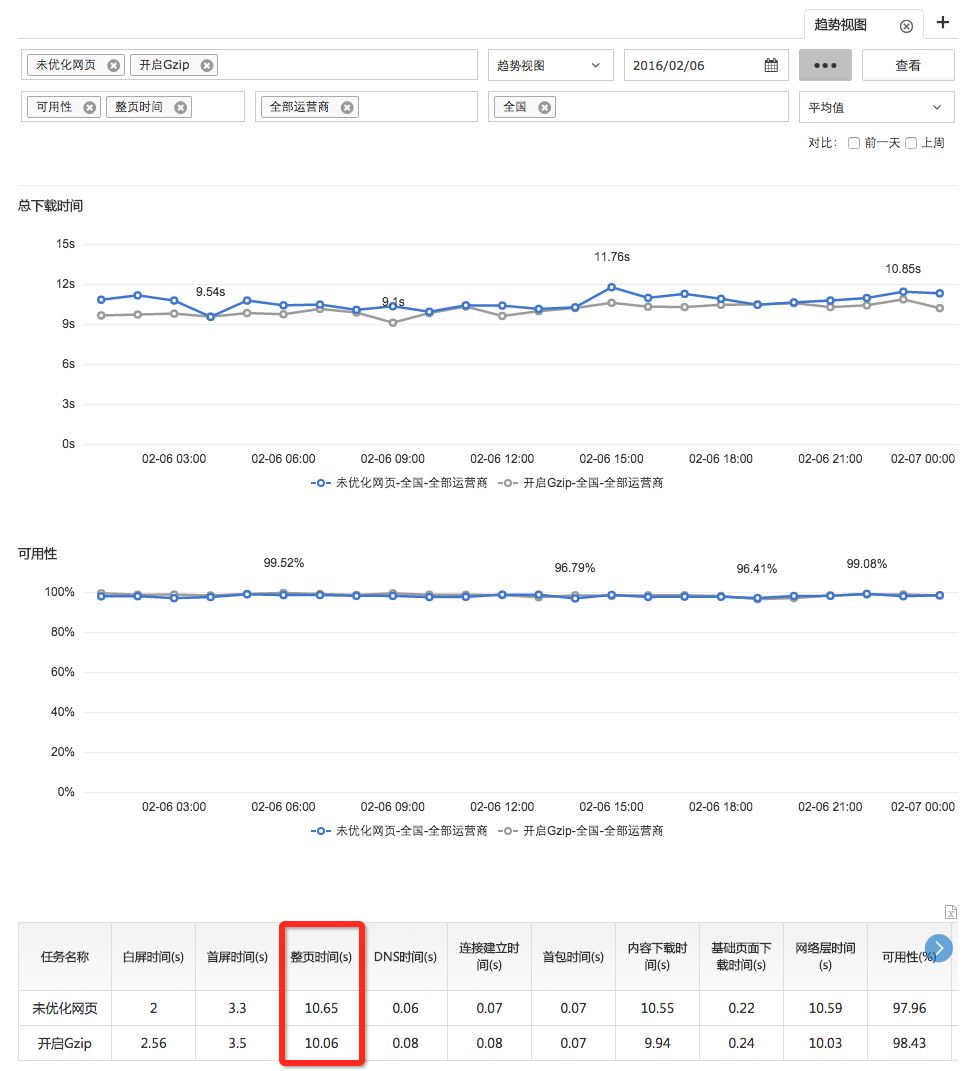 趋势视图
+
未优化网页 开启Gzip 趋势视图 2016/02/06 ••• 查看
可用性 整页时间 全部运营商 全国 平均值
对比: 前一天 上周
总下载时间
15s
12s
9s
6s
3s
0s
9.54s
9.1s
11.76s
10.85s
02-06 03:00 02-06 06:00 02-06 09:00 02-06 12:00 02-06 15:00 02-06 18:00 02-06 21:00 02-07 00:00
未优化网页-全国-全部运营商 开启Gzip-全国-全部运营商
可用性
99.52% 96.79% 96.41% 99.08%
100%
80%
60%
40%
20%
0%
02-06 03:00 02-06 06:00 02-06 09:00 02-06 12:00 02-06 15:00 02-06 18:00 02-06 21:00 02-07 00:00
未优化网页-全国-全部运营商 开启Gzip-全国-全部运营商
任务名称 白屏时间(s) 首屏时间(s) 整页时间(s) DNS时间(s) 连接建立时间(s) 首包时间(s) 内容下载时间(s) 基础页面下载时间(s) 网络层时间(s) 可用性(%)
未优化网页 2 3.3 10.65 0.06 0.07 0.07 10.55 0.22 10.59 97.96
开启Gzip 2.56 3.5 10.06 0.08 0.08 0.07 9.94 0.24 10.03 98.43